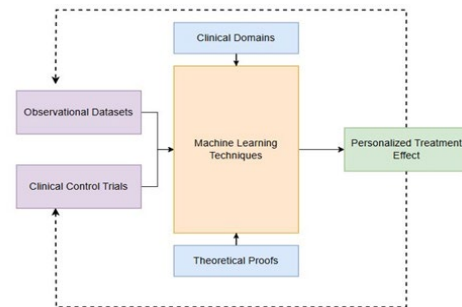 Clinical Domains
Observational Datasets
Machine Learning
Techniques
Personalized Treatment
Effect
Clinical Control Trials
Theoretical Proofs